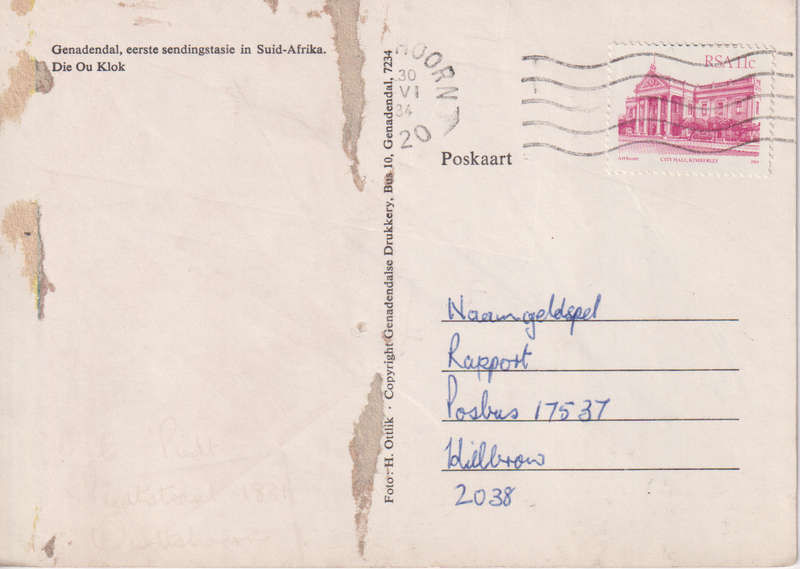 Genadendal, eerste sendingstasie in Suid-Afrika.
Die Ou Klok
Foto: H. Ottlik · Copyright Genadendalse Drukkery, Bus 10, Genadendal, 7234
HOORN
30
VI
84
20
RSA 11c
CITY HALL, KIMBERLEY
Poskaart
Naamgeldspel
Rapport
Posbus 17537
Hillbrow
2038